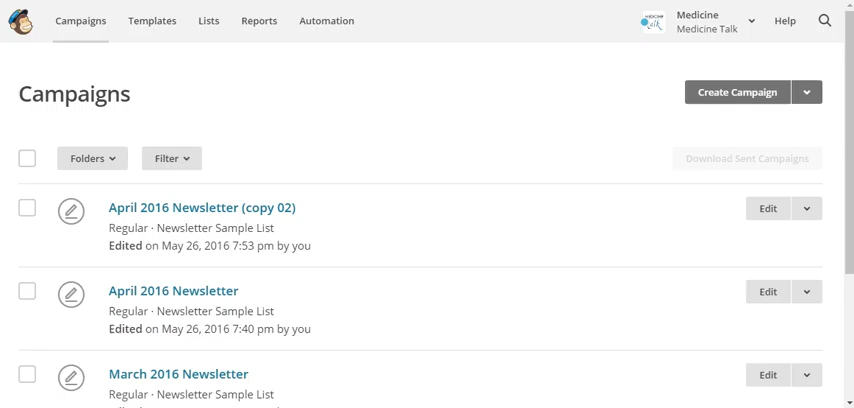 Campaigns Templates Lists Reports Automation
Medicine
Medicine Talk
Help
Campaigns
Create Campaign
Folders Filter Download Sent Campaigns
April 2016 Newsletter (copy 02)
Edit
Regular · Newsletter Sample List
Edited on May 26, 2016 7:53 pm by you
April 2016 Newsletter
Edit
Regular · Newsletter Sample List
Edited on May 26, 2016 7:40 pm by you
March 2016 Newsletter
Edit
Regular · Newsletter Sample List